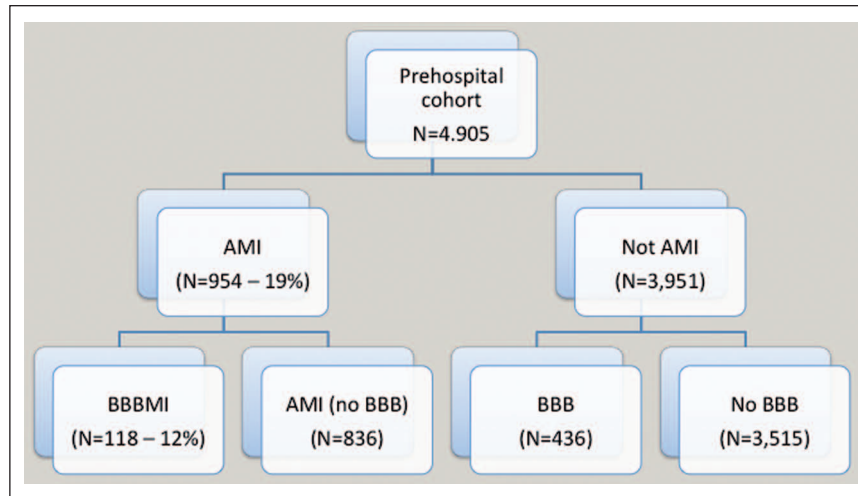 Prehospital
cohort
N=4.905
AMI
(N=954 – 19%)
Not AMI
(N=3,951)
BBBMI
(N=118 – 12%)
AMI (no BBB)
(N=836)
BBB
(N=436)
No BBB
(N=3,515)